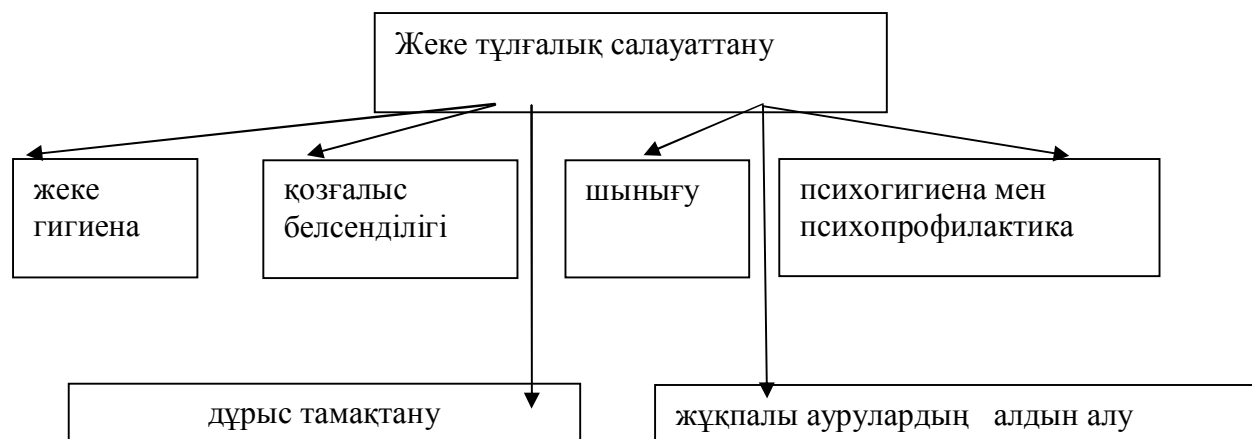 Жеке тұлғалық салауаттану
жеке
гигиена
қозғалыс
белсенділігі
шынығу
психогигиена мен
психопрофилактика
дұрыс тамақтану
жұқпалы аурулардың алдын алу